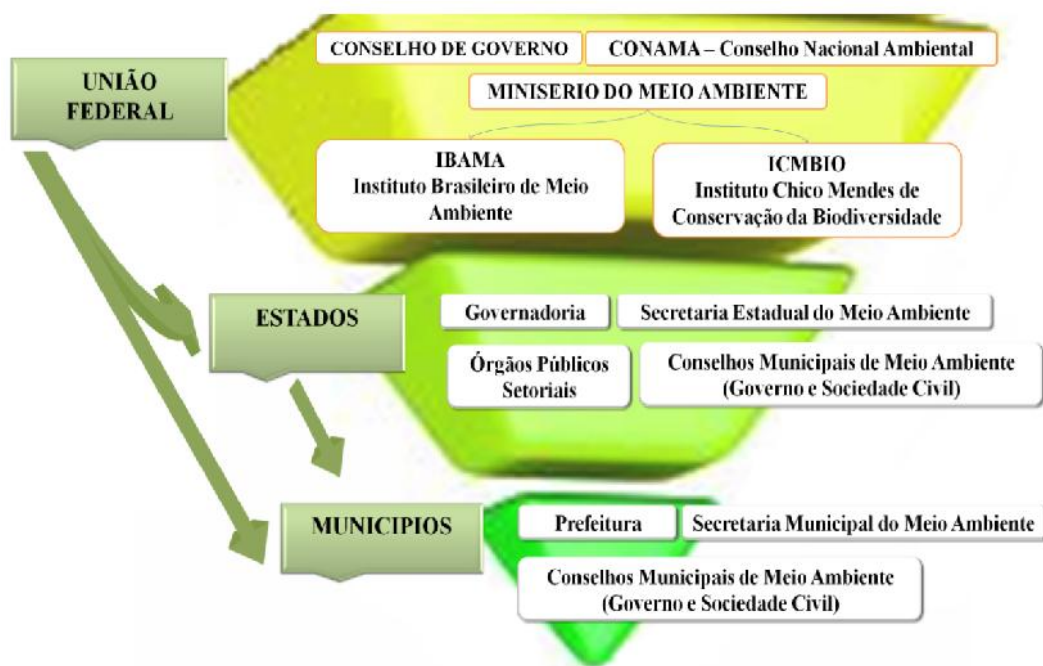 CONSELHO DE GOVERNO
CONAMA – Conselho Nacional Ambiental
UNIÃO
FEDERAL
MINISERIO DO MEIO AMBIENTE
IBAMA
Instituto Brasileiro de Meio
Ambiente
ICMBIO
Instituto Chico Mendes de
Conservação da Biodiversidade
ESTADOS
Governadoria
Secretaria Estadual do Meio Ambiente
Órgãos Públicos
Setoriais
Conselhos Municipais de Meio Ambiente
(Governo e Sociedade Civil)
MUNICIPIOS
Prefeitura
Secretaria Municipal do Meio Ambiente
Conselhos Municipais de Meio Ambiente
(Governo e Sociedade Civil)